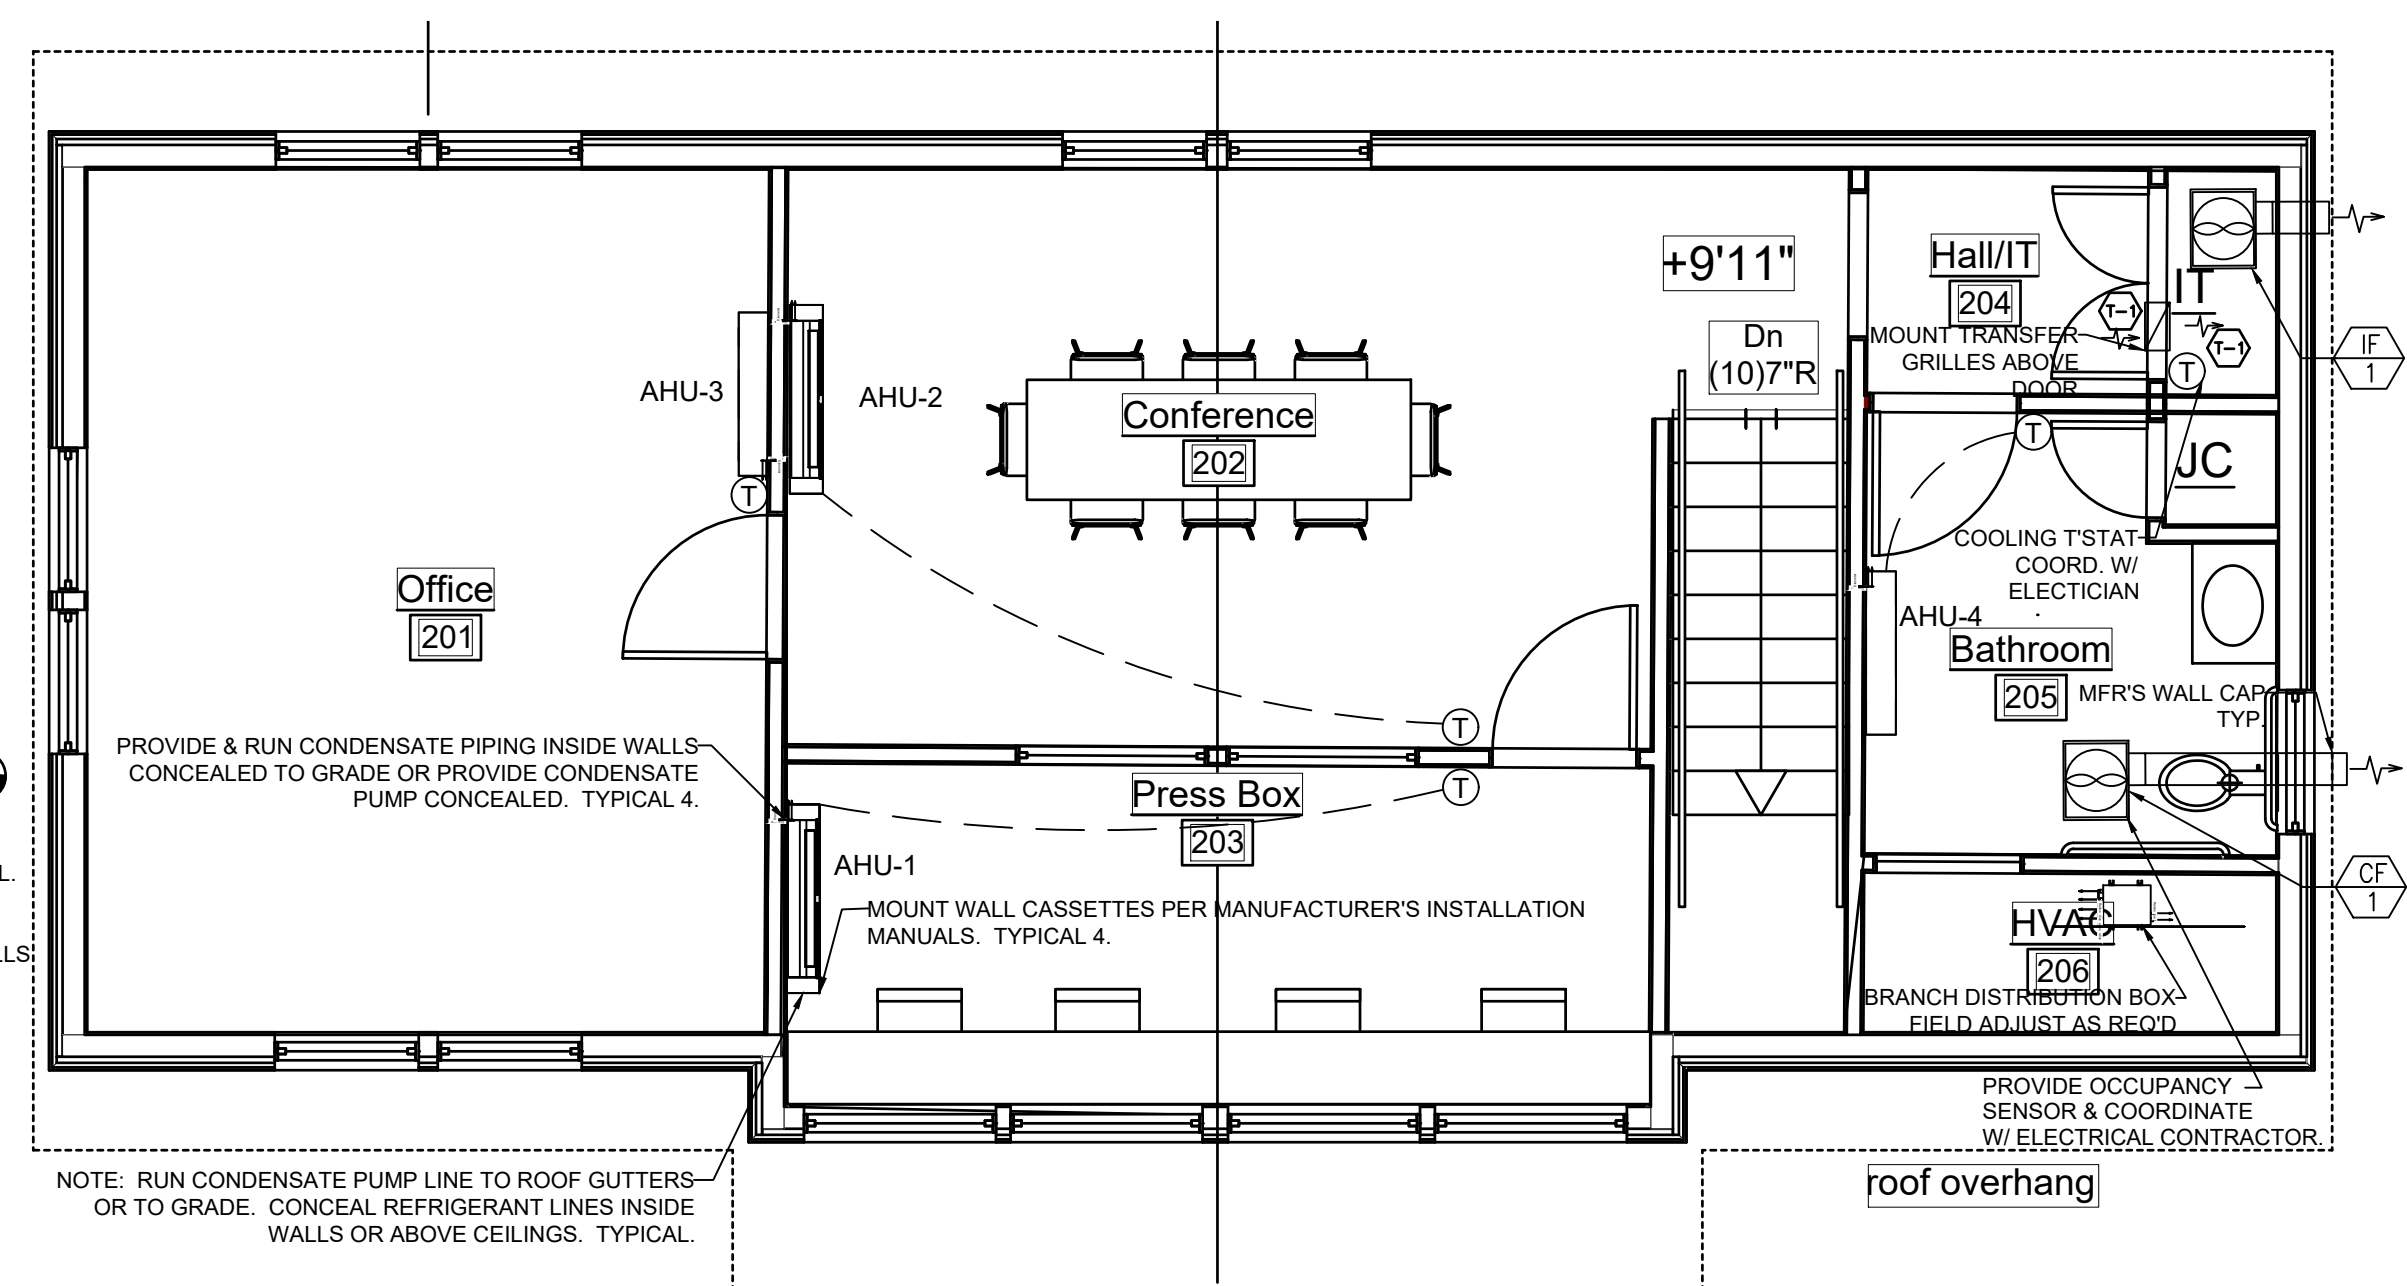 +9'11"
Hall/IT
204
IT
T-1
T-1
T
IF
1
Dn
(10)7"R
MOUNT TRANSFER
GRILLES ABOVE
DOOR
AHU-3
AHU-2
Conference
202
T
T
JC
COOLING T'STAT
COORD. W/
ELECTICIAN
Office
201
AHU-4
Bathroom
205
MFR'S WALL CAP
TYP.
T
PROVIDE & RUN CONDENSATE PIPING INSIDE WALLS
CONCEALED TO GRADE OR PROVIDE CONDENSATE
PUMP CONCEALED. TYPICAL 4.
Press Box
203
T
AHU-1
L.
CF
1
MOUNT WALL CASSETTES PER MANUFACTURER'S INSTALLATION
MANUALS. TYPICAL 4.
HVAC
206
LLS
BRANCH DISTRIBUTION BOX
FIELD ADJUST AS REQ'D
PROVIDE OCCUPANCY
SENSOR & COORDINATE
W/ ELECTRICAL CONTRACTOR.
NOTE: RUN CONDENSATE PUMP LINE TO ROOF GUTTERS
OR TO GRADE. CONCEAL REFRIGERANT LINES INSIDE
WALLS OR ABOVE CEILINGS. TYPICAL.
roof overhang